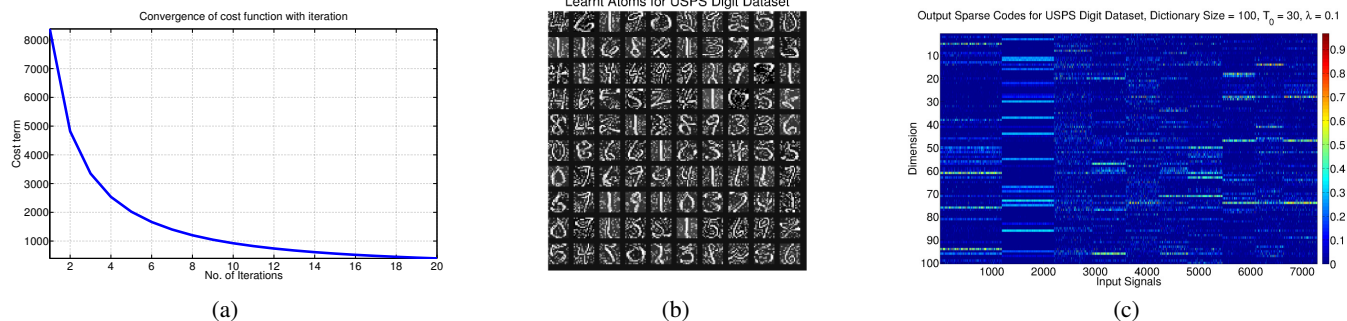 Convergence of cost function with iteration
8000
7000
6000
5000
4000
3000
2000
1000
Cost term
2 4 6 8 10 12 14 16 18 20
No. of Iterations
(a)
Learnt Atoms for USPS Digit Dataset
(b)
Output Sparse Codes for USPS Digit Dataset, Dictionary Size = 100, T0 = 30, λ = 0.1
10
20
30
40
50
60
70
80
90
100
Dimension
1000 2000 3000 4000 5000 6000 7000
Input Signals
0.9
0.8
0.7
0.6
0.5
0.4
0.3
0.2
0.1
0
(c)